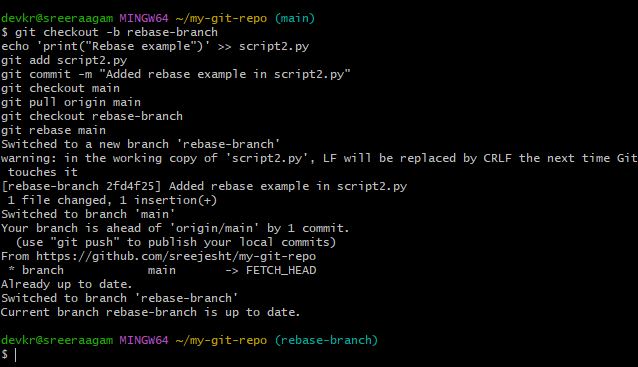 devkr@sreeraagam MINGW64 ~/my-git-repo (main)
$ git checkout -b rebase-branch
echo 'print("Rebase example")' >> script2.py
git add script2.py
git commit -m "Added rebase example in script2.py"
git checkout main
git pull origin main
git checkout rebase-branch
git rebase main
Switched to a new branch 'rebase-branch'
warning: in the working copy of 'script2.py', LF will be replaced by CRLF the next time Git
 touches it
[rebase-branch 2fd4f25] Added rebase example in script2.py
 1 file changed, 1 insertion(+)
Switched to branch 'main'
Your branch is ahead of 'origin/main' by 1 commit.
  (use "git push" to publish your local commits)
From https://github.com/sreejesht/my-git-repo
 * branch            main       -> FETCH_HEAD
Already up to date.
Switched to branch 'rebase-branch'
Current branch rebase-branch is up to date.
devkr@sreeraagam MINGW64 ~/my-git-repo (rebase-branch)
$